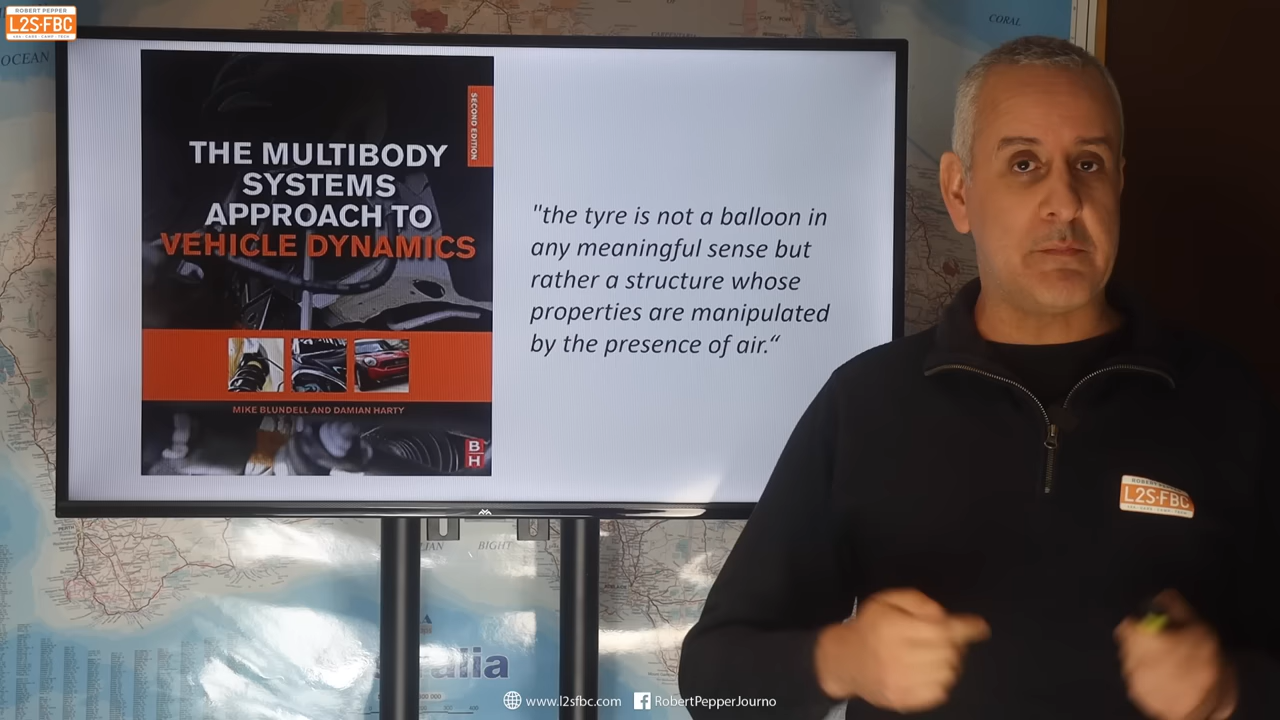 ROBERT PEPPER
L2S·FBC
OCEAN
CORAL
SECOND EDITION
THE MULTIBODY
SYSTEMS
APPROACH TO
VEHICLE DYNAMICS
MIKE BLUNDELL AND DAMIAN HARTY
B
H
"the tyre is not a balloon in
any meaningful sense but
rather a structure whose
properties are manipulated
by the presence of air.“
L2S·FBC
BIGHT
www.l2sfbc.com
RobertPepperJourno